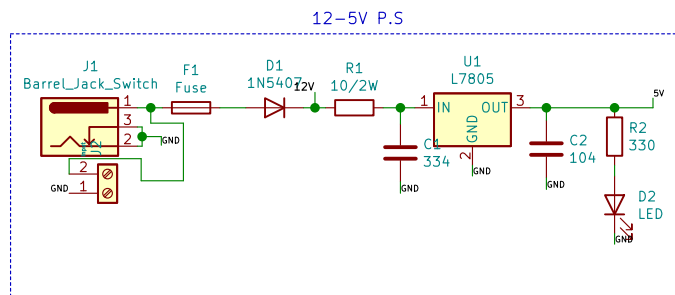 12-5V P.S
J1
Barrel_Jack_Switch
F1
Fuse
D1
1N5407
12V
R1
10/2W
U1
L7805
5V
1
3
2
GND
J2
2
1
GND
1
IN
OUT
3
GND
2
GND
C1
334
GND
C2
104
GND
R2
330
D2
LED
GND